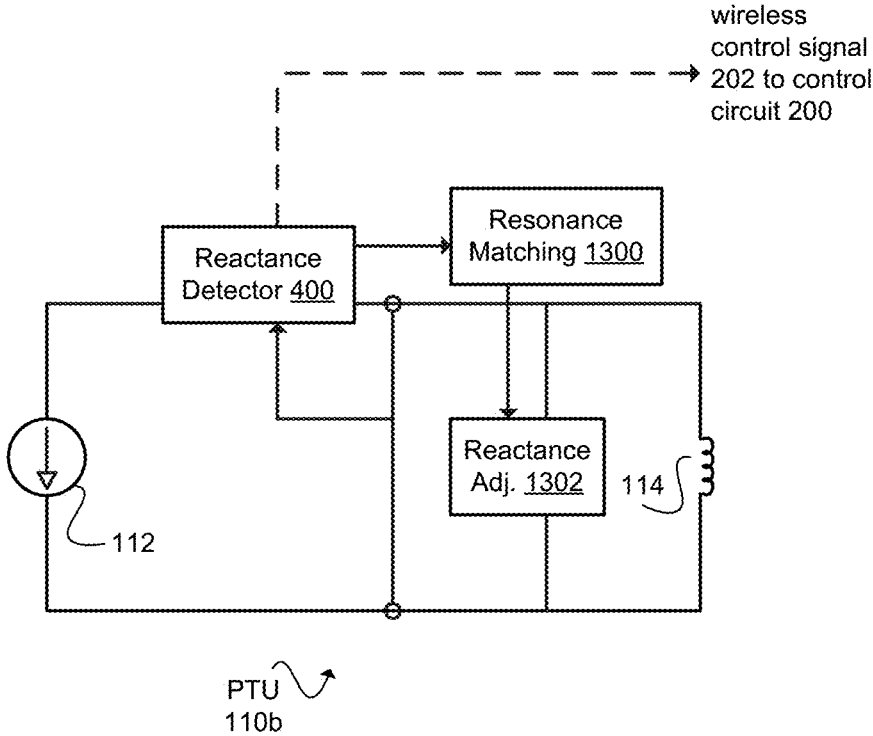 wireless
control signal
202 to control
circuit 200
Resonance
Matching 1300
Reactance
Detector 400
Reactance
Adj. 1302
114
112
PTU
110b